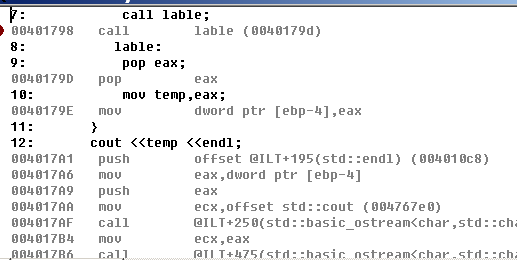 7: call lable;
00401798 call lable (0040179d)
8: lable:
9: pop eax;
0040179D pop eax
10: mov temp,eax;
0040179E mov dword ptr [ebp-4],eax
11: }
12: cout <<temp <<endl;
004017A1 push offset @ILT+195(std::endl) (004010c8)
004017A6 mov eax,dword ptr [ebp-4]
004017A9 push eax
004017AA mov ecx,offset std::cout (004767e0)
004017AF call @ILT+250(std::basic_ostream<char,std::cha
004017B4 mov ecx,eax
004017B6 call @ILT+475(std::basic_ostream<char,std::cha